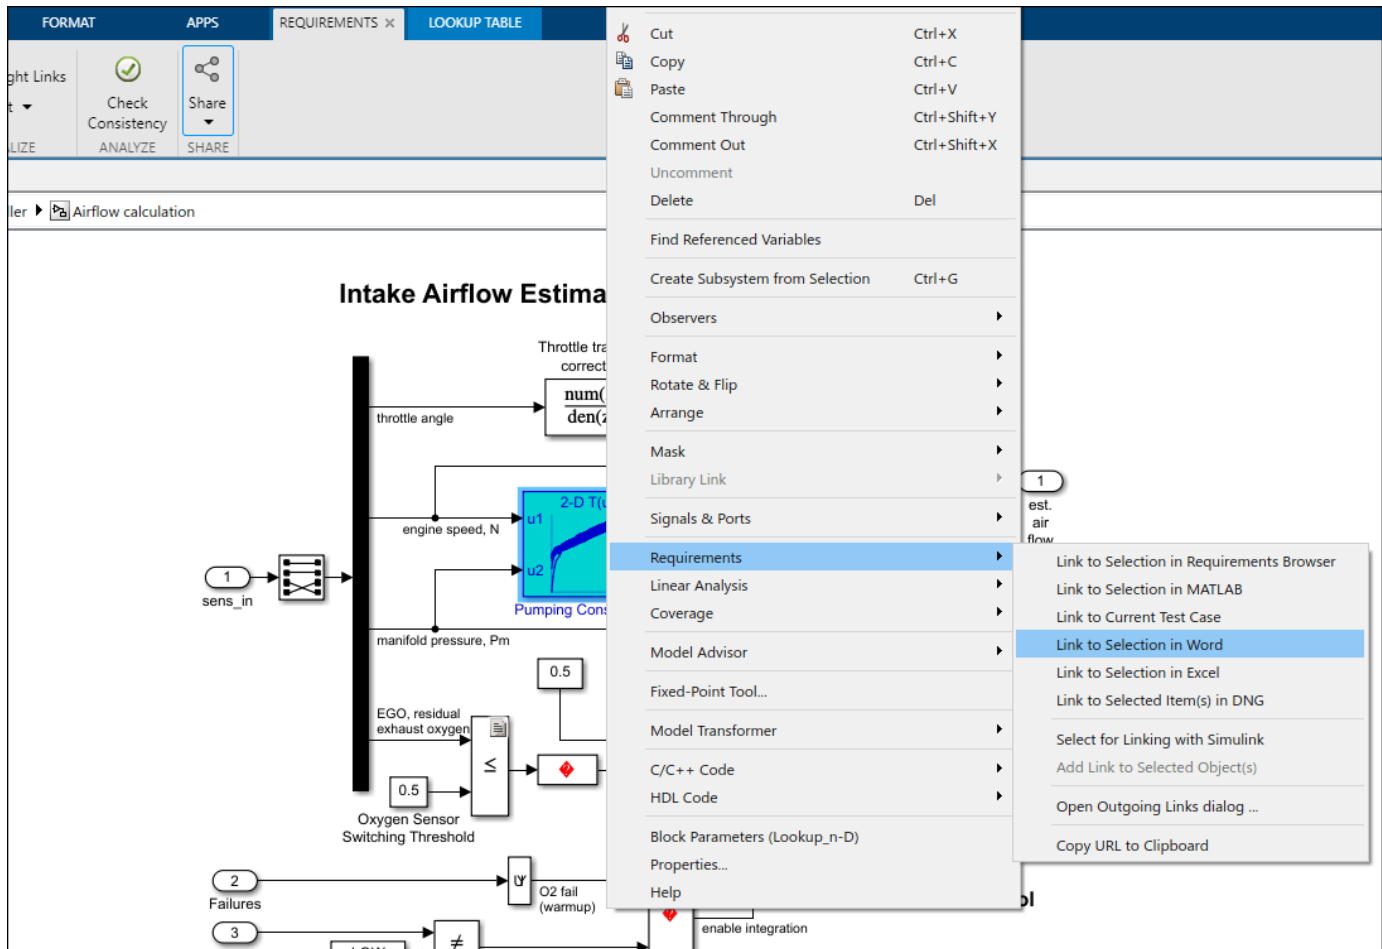 FORMAT
APPS
REQUIREMENTS
LOOKUP TABLE
ght Links
t
Check
Consistency
Share
LIZE
ANALYZE
SHARE
ller
Airflow calculation
Cut Ctrl+X
Copy Ctrl+C
Paste Ctrl+V
Comment Through Ctrl+Shift+Y
Comment Out Ctrl+Shift+X
Uncomment
Delete Del
Find Referenced Variables
Create Subsystem from Selection Ctrl+G
Observers
Format
Rotate & Flip
Arrange
Mask
Library Link
Signals & Ports
Requirements
Linear Analysis
Coverage
Model Advisor
Fixed-Point Tool...
Model Transformer
C/C++ Code
HDL Code
Block Parameters (Lookup_n-D)
Properties...
Help
Link to Selection in Requirements Browser
Link to Selection in MATLAB
Link to Current Test Case
Link to Selection in Word
Link to Selection in Excel
Link to Selected Item(s) in DNG
Select for Linking with Simulink
Add Link to Selected Object(s)
Open Outgoing Links dialog ...
Copy URL to Clipboard
Intake Airflow Estima
Throttle tra
correct
num(
den(z
throttle angle
2-D T(u
u1
u2
engine speed, N
Pumping Cons
1
sens_in
manifold pressure, Pm
0.5
EGO, residual
exhaust oxygen
≤
0.5
Oxygen Sensor
Switching Threshold
2
Failures
O2 fail
(warmup)
3
≠
enable integration
ol
1
est.
air
flow